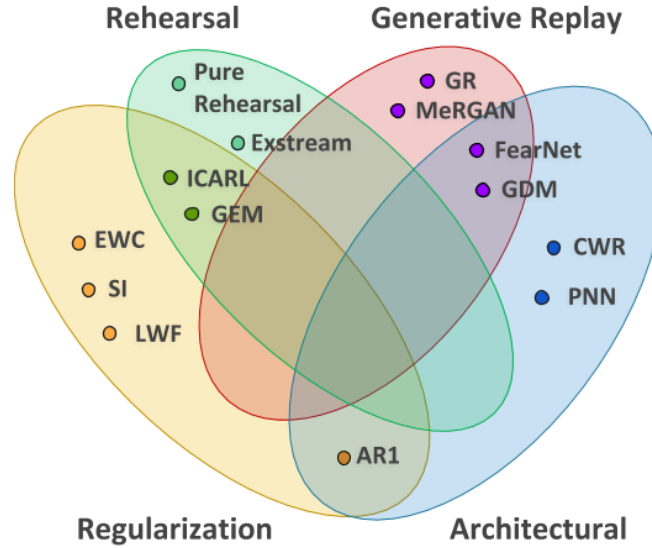 Rehearsal
Generative Replay
Pure
Rehearsal
Exstream
ICARL
GEM
GR
MeRGAN
FearNet
GDM
EWC
SI
LWF
CWR
PNN
AR1
Regularization
Architectural